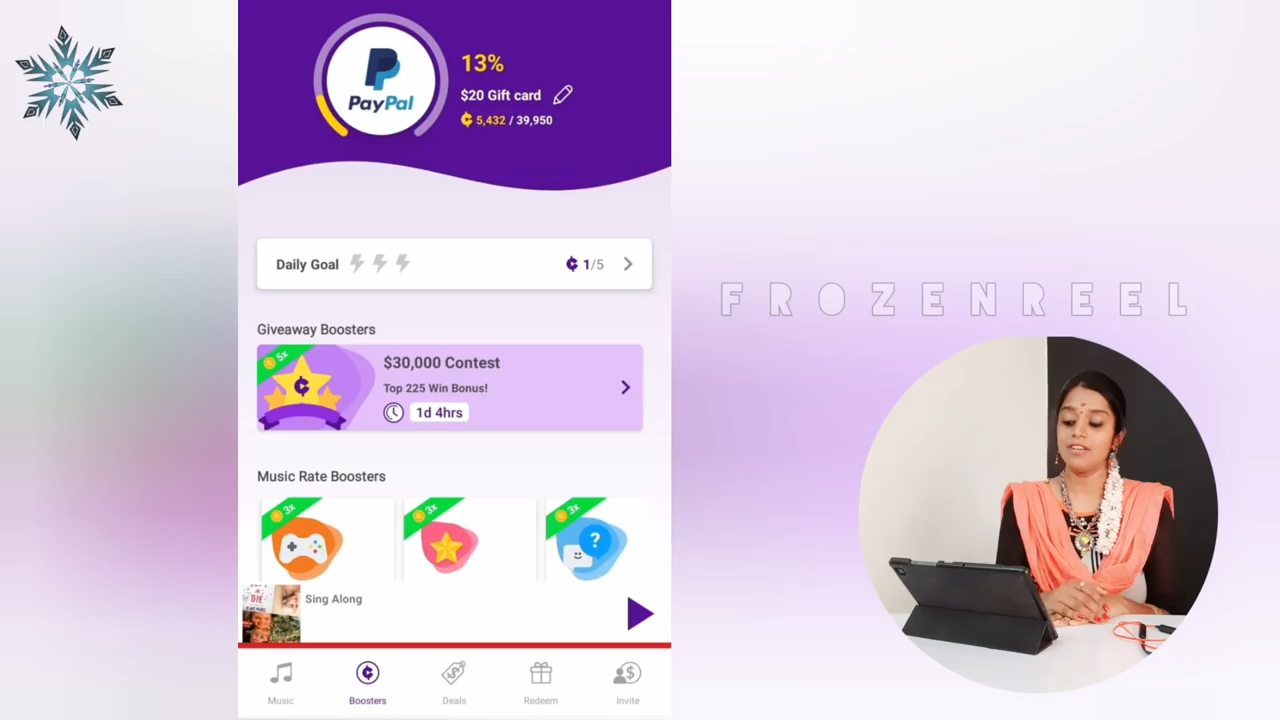 13%
PayPal
$20 Gift card
5,432 / 39,950
Daily Goal
1/5
FROZENREEL
Giveaway Boosters
5x
$30,000 Contest
Top 225 Win Bonus!
1d 4hrs
Music Rate Boosters
3x
3x
3x
Sing Along
Music
Boosters
Deals
Redeem
Invite